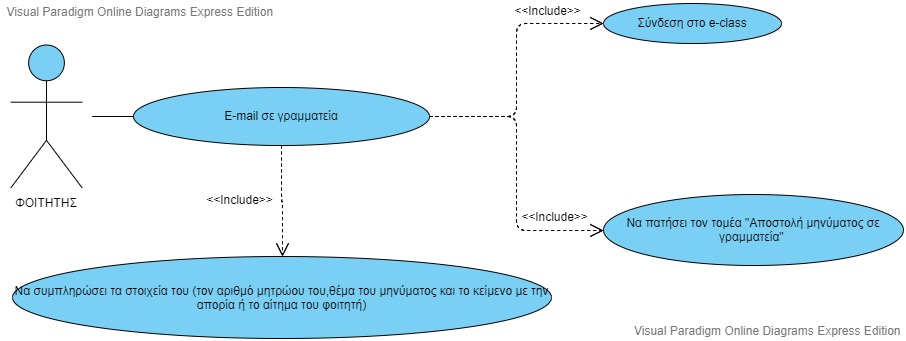 Visual Paradigm Online Diagrams Express Edition
<<Include>>
Σύνδεση στο e-class
E-mail σε γραμματεία
ΦΟΙΤΗΤΗΣ
<<Include>>
<<Include>>
Να πατήσει τον τομέα "Αποστολή μηνύματος σε
γραμματεία"
Να συμπληρώσει τα στοιχεία του (τον αριθμό μητρώου του,θέμα του μηνύματος και το κείμενο με την
απορία ή το αίτημα του φοιτητή)
Visual Paradigm Online Diagrams Express Edition